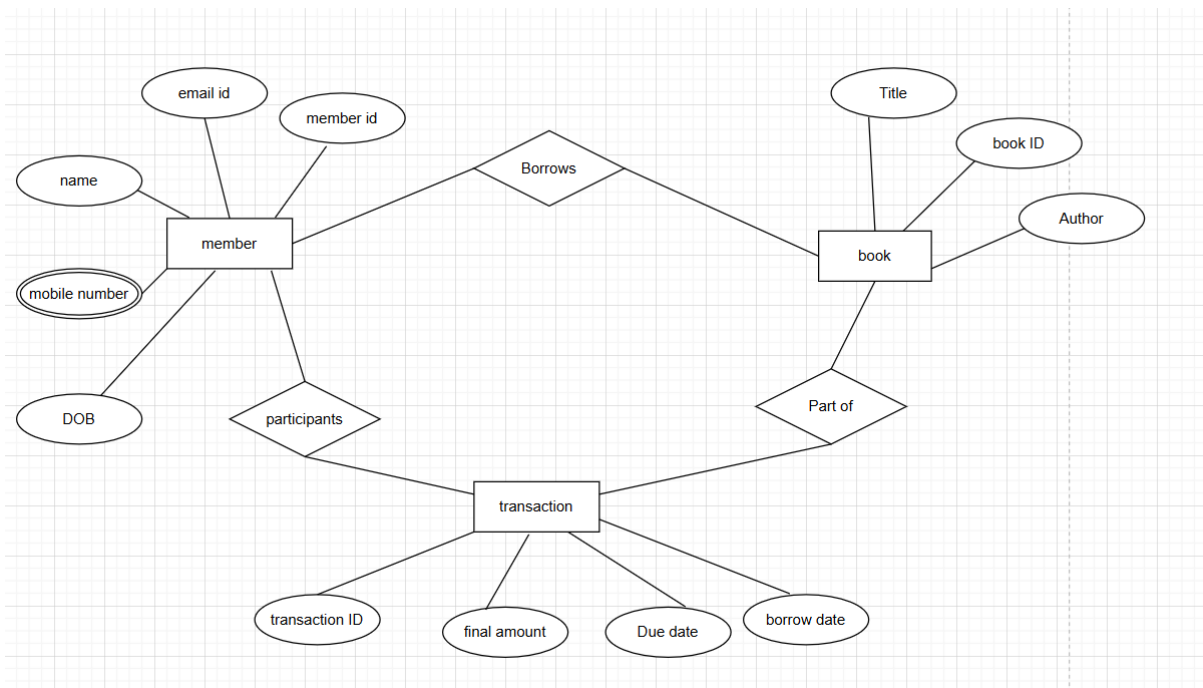 email id
Title
member id
book ID
Borrows
name
Author
member
book
mobile number
Part of
DOB
participants
transaction
transaction ID
borrow date
final amount
Due date